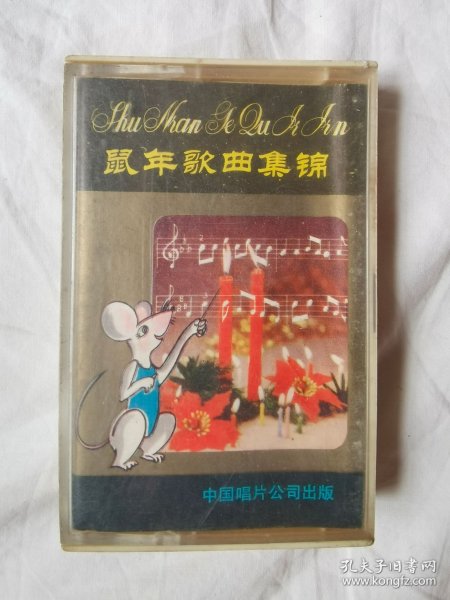 Shu Nian Ge Qu Ji Jin
鼠年歌曲集锦
中国唱片公司出版
孔夫子旧书网
www.kongfz.com